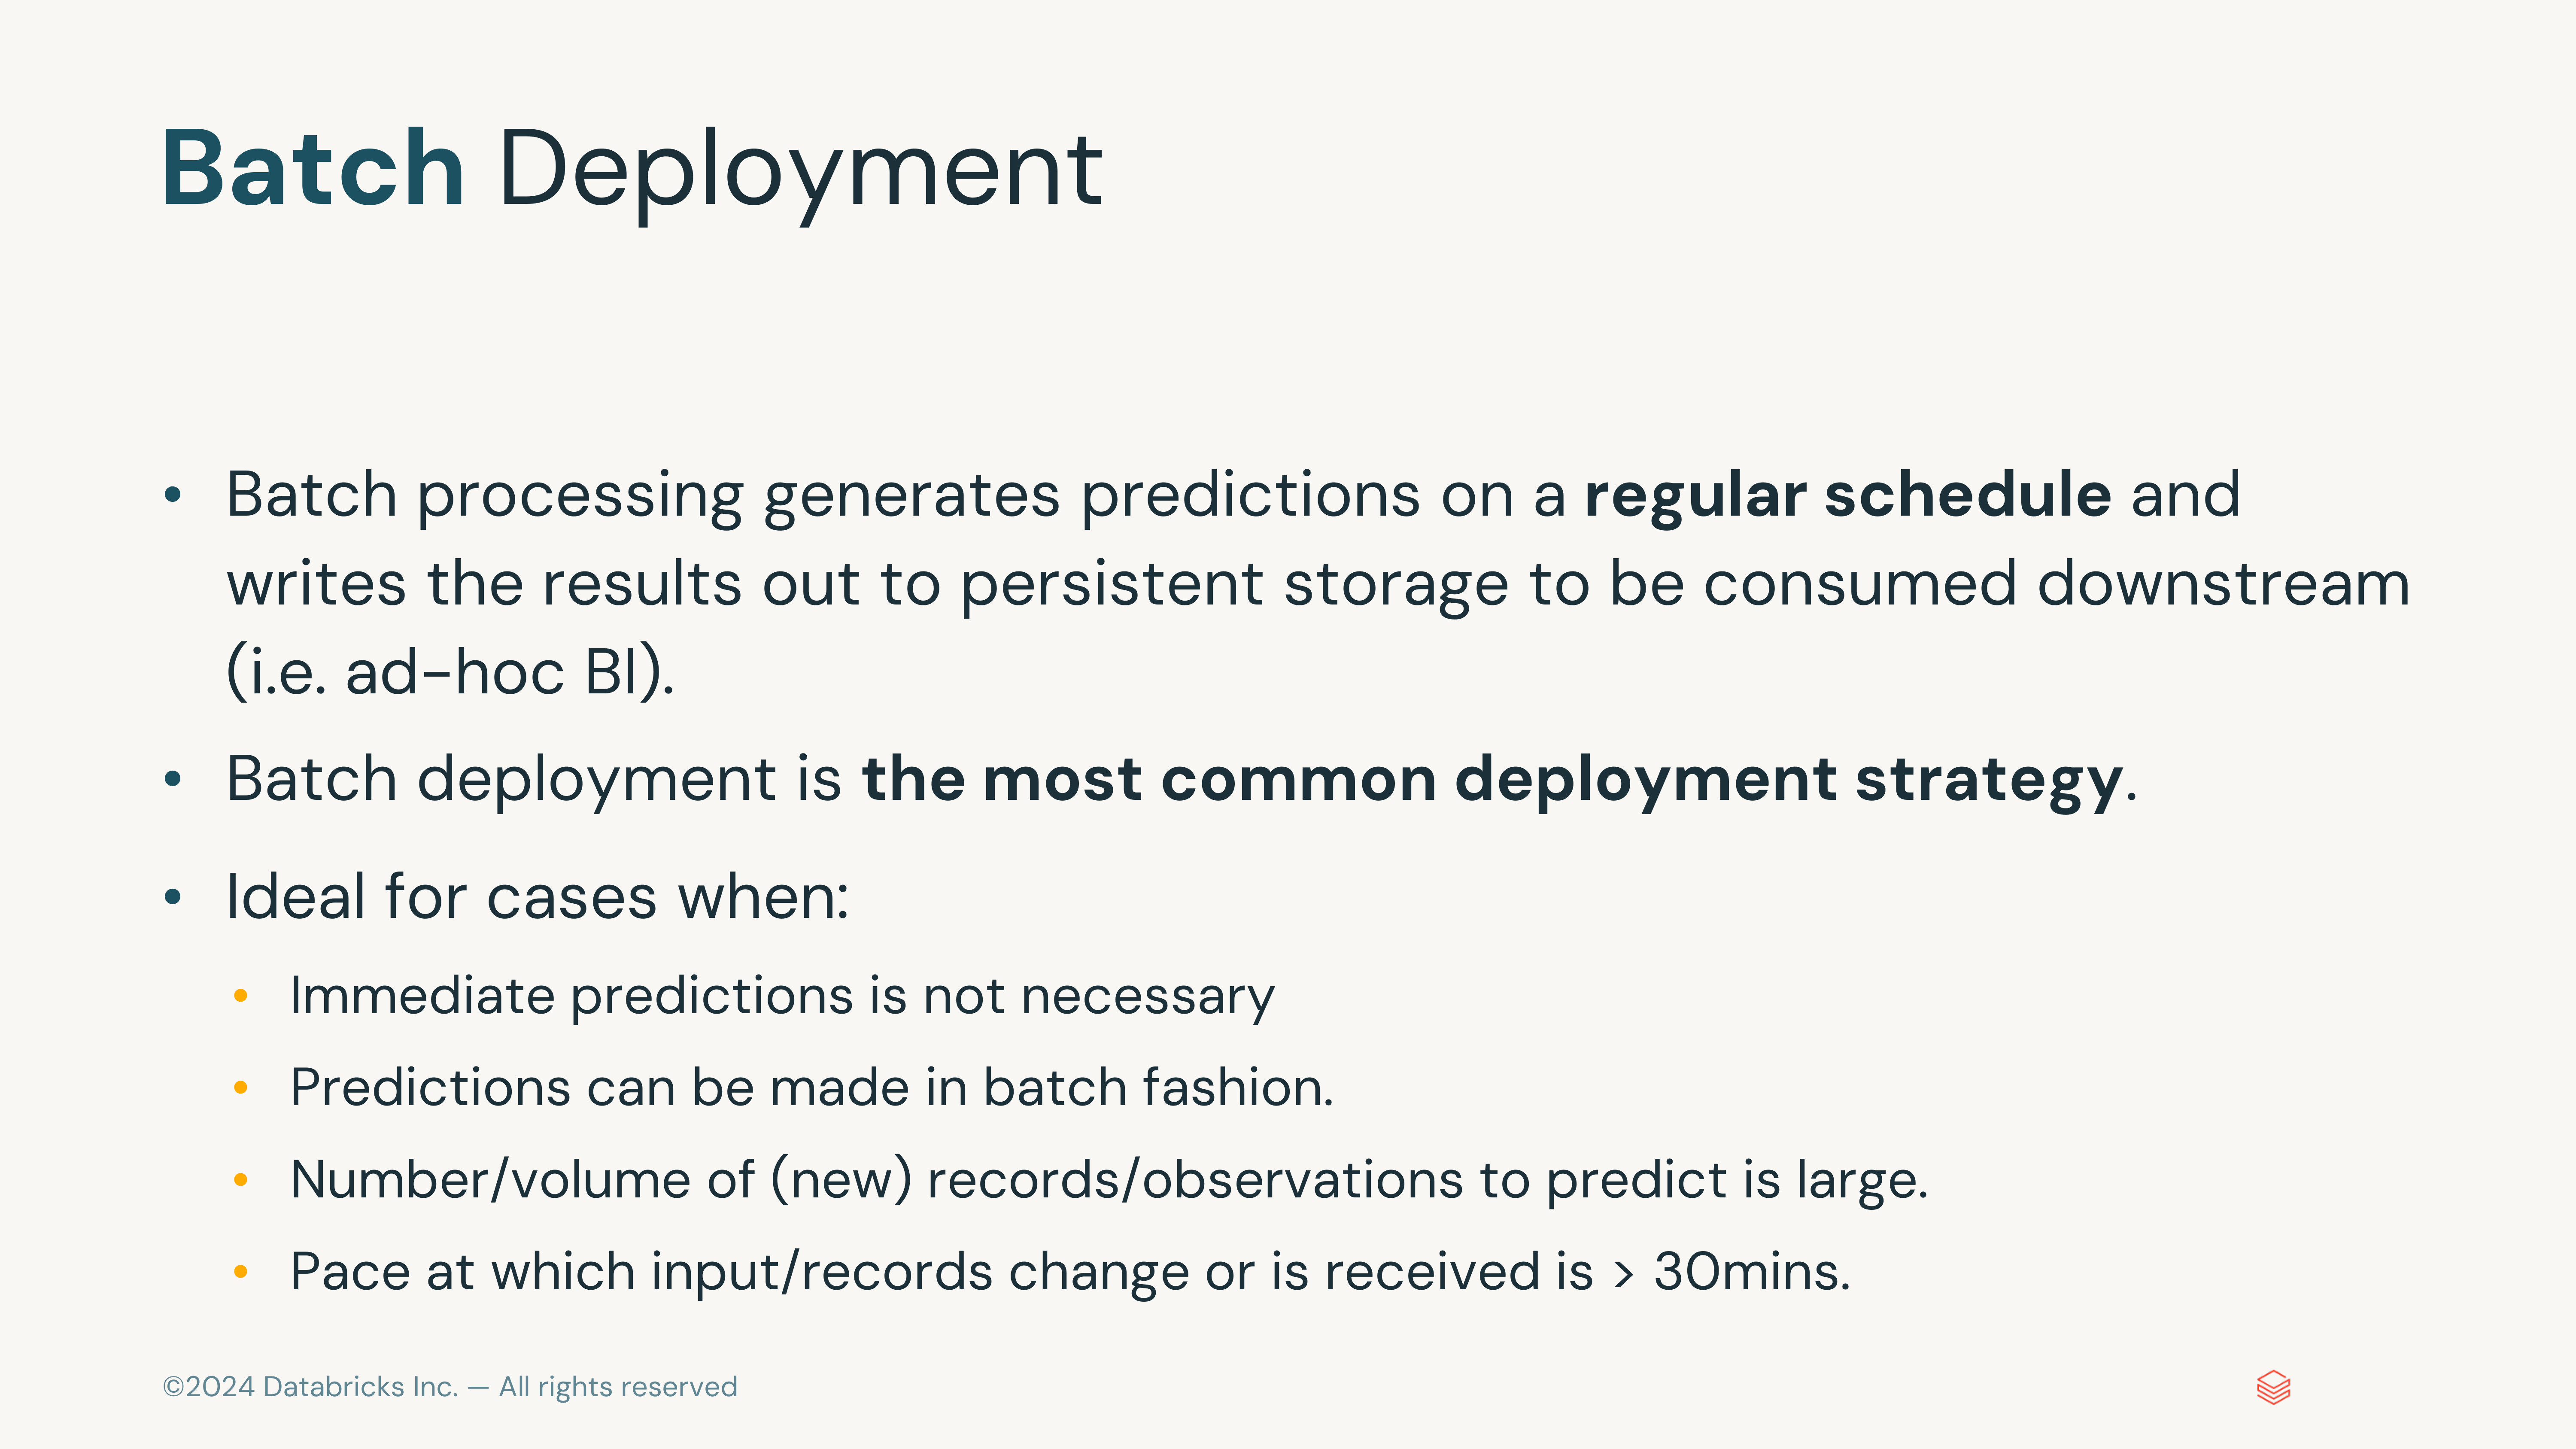 Batch Deployment
• Batch processing generates predictions on a regular schedule and
writes the results out to persistent storage to be consumed downstream
(i.e. ad-hoc BI).
• Batch deployment is the most common deployment strategy.
• Ideal for cases when:
• Immediate predictions is not necessary
• Predictions can be made in batch fashion.
• Number/volume of (new) records/observations to predict is large.
• Pace at which input/records change or is received is > 30mins.
©2024 Databricks Inc. — All rights reserved